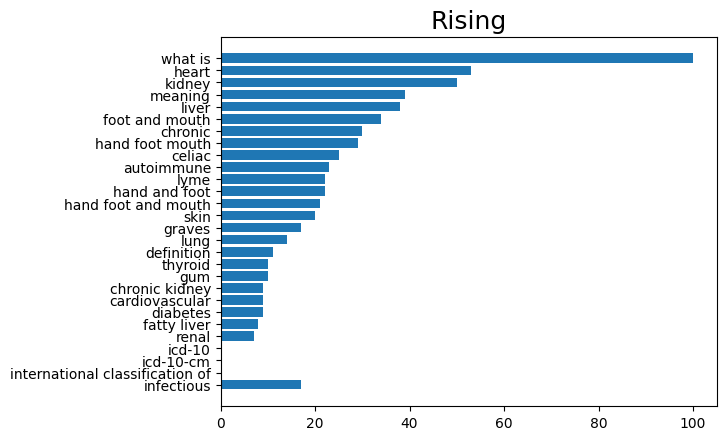 Rising
what is
heart
kidney
meaning
liver
foot and mouth
chronic
hand foot mouth
celiac
autoimmune
lyme
hand and foot
hand foot and mouth
skin
graves
lung
definition
thyroid
gum
chronic kidney
cardiovascular
diabetes
fatty liver
renal
icd-10
icd-10-cm
international classification of
infectious
0 20 40 60 80 100